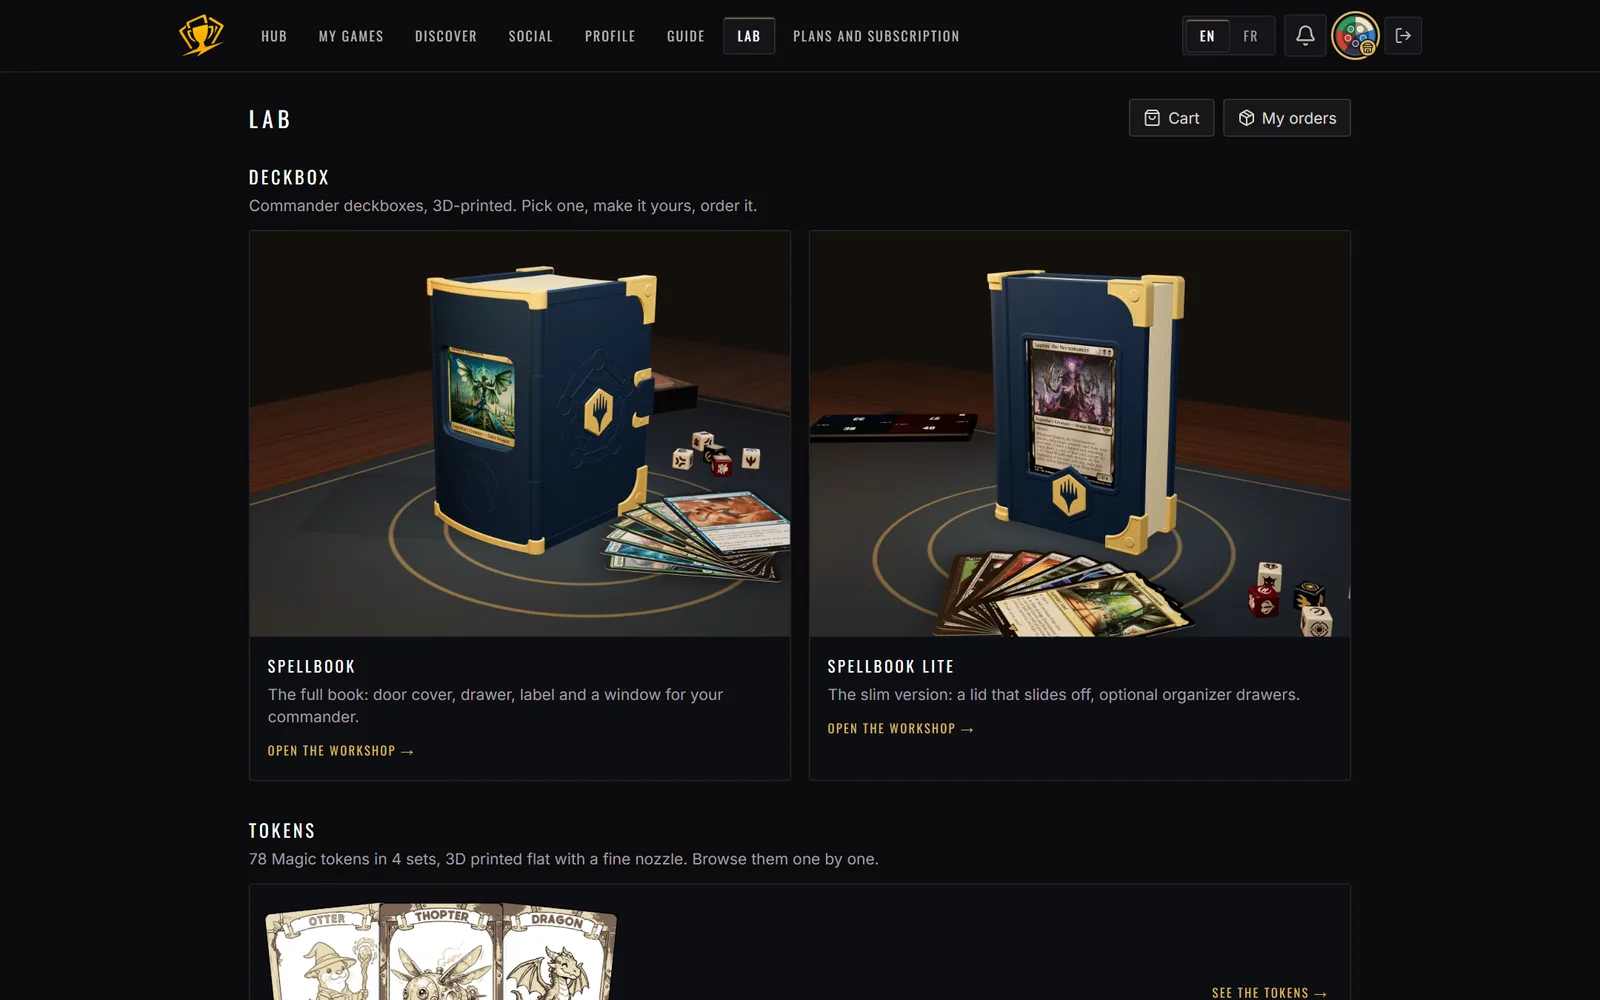 HUB
MY GAMES
DISCOVER
SOCIAL
PROFILE
GUIDE
LAB
PLANS AND SUBSCRIPTION
EN
FR
LAB
Cart
My orders
DECKBOX
Commander deckboxes, 3D-printed. Pick one, make it yours, order it.
SPELLBOOK
The full book: door cover, drawer, label and a window for your
commander.
OPEN THE WORKSHOP →
SPELLBOOK LITE
The slim version: a lid that slides off, optional organizer drawers.
OPEN THE WORKSHOP →
TOKENS
78 Magic tokens in 4 sets, 3D printed flat with a fine nozzle. Browse them one by one.
OTTER
THOPTER
DRAGON
SEE THE TOKENS →